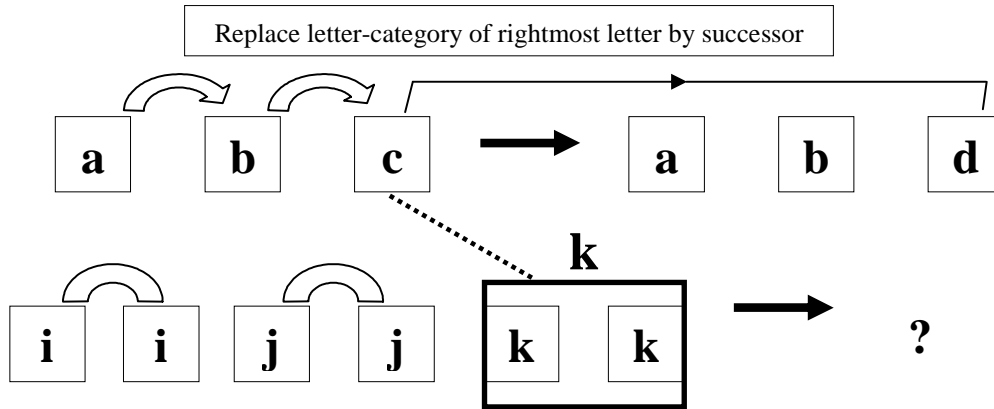 Replace letter-category of rightmost letter by successor
a b c a b d
k
i i j j k k ?